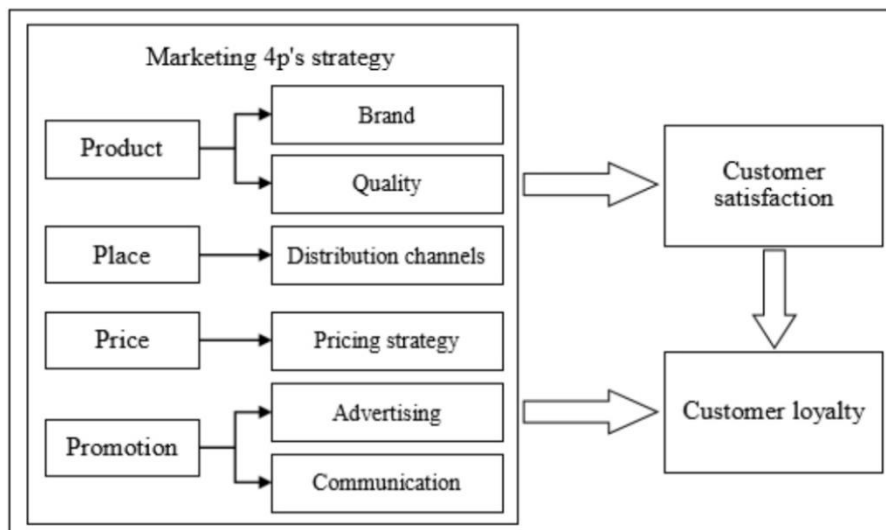 Marketing 4p's strategy
Product
Brand
Quality
Place
Distribution channels
Price
Pricing strategy
Promotion
Advertising
Communication
Customer
satisfaction
Customer loyalty